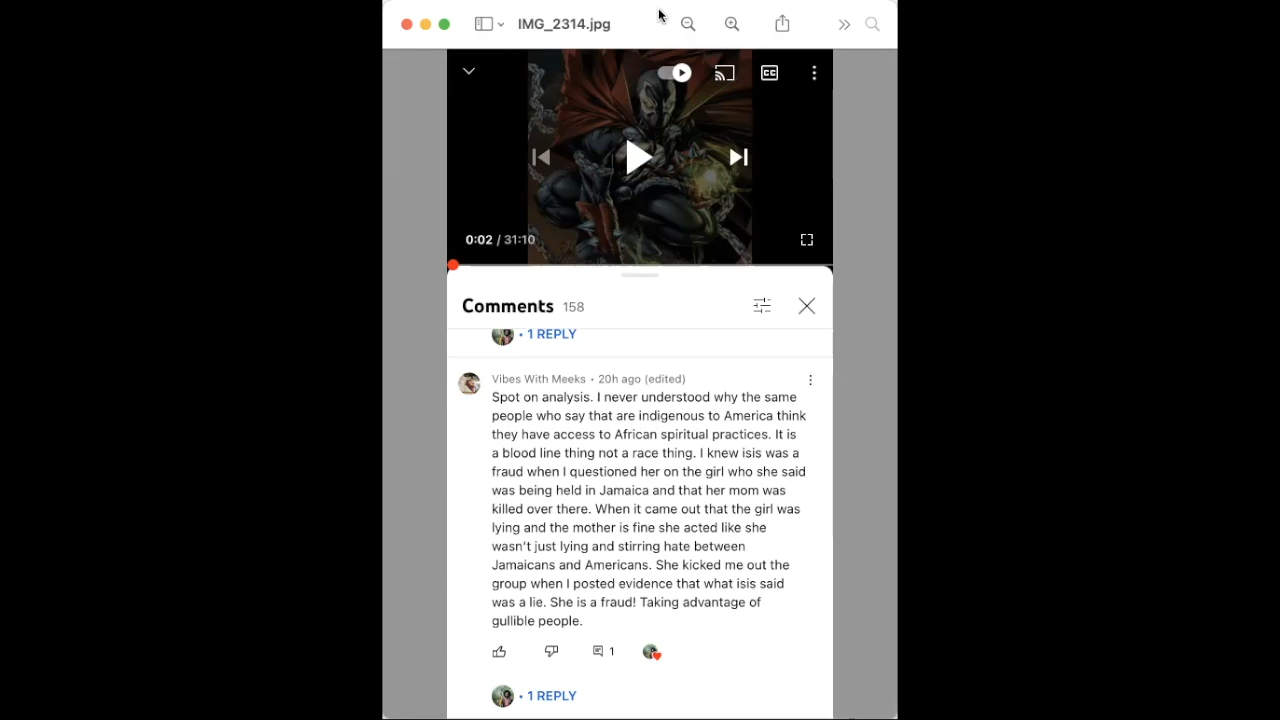 IMG_2314.jpg
CC
0:02 / 31:10
Comments 158
• 1 REPLY
Vibes With Meeks • 20h ago (edited)
Spot on analysis. I never understood why the same
people who say that are indigenous to America think
they have access to African spiritual practices. It is
a blood line thing not a race thing. I knew isis was a
fraud when I questioned her on the girl who she said
was being held in Jamaica and that her mom was
killed over there. When it came out that the girl was
lying and the mother is fine she acted like she
wasn't just lying and stirring hate between
Jamaicans and Americans. She kicked me out the
group when I posted evidence that what isis said
was a lie. She is a fraud! Taking advantage of
gullible people.
1
• 1 REPLY